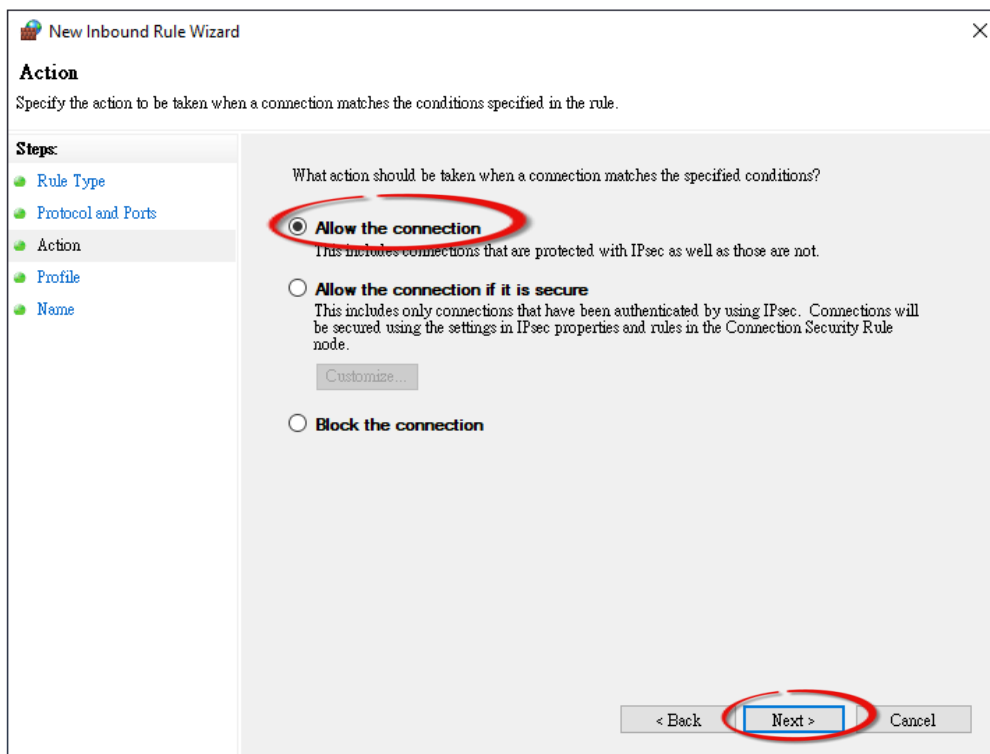 New Inbound Rule Wizard
Action
Specify the action to be taken when a connection matches the conditions specified in the rule.
Steps:
Rule Type
Protocol and Ports
Action
Profile
Name
What action should be taken when a connection matches the specified conditions?
Allow the connection
This includes connections that are protected with IPsec as well as those are not.
Allow the connection if it is secure
This includes only connections that have been authenticated by using IPsec. Connections will
be secured using the settings in IPsec properties and rules in the Connection Security Rule
node.
Customize...
Block the connection
< Back
Next >
Cancel